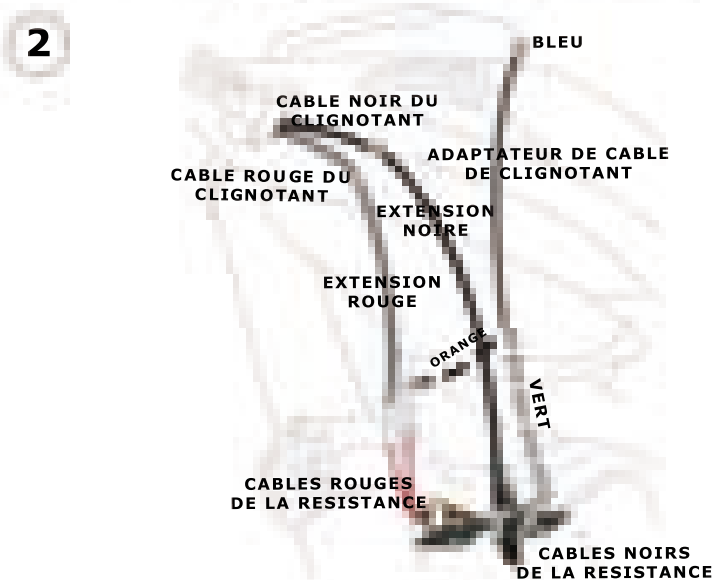 2
BLEU
CABLE NOIR DU
CLIGNOTANT
ADAPTATEUR DE CABLE
DE CLIGNOTANT
CABLE ROUGE DU
CLIGNOTANT
EXTENSION
NOIRE
EXTENSION
ROUGE
ORANGE
VERT
CABLES ROUGES
DE LA RESISTANCE
CABLES NOIRS
DE LA RESISTANCE